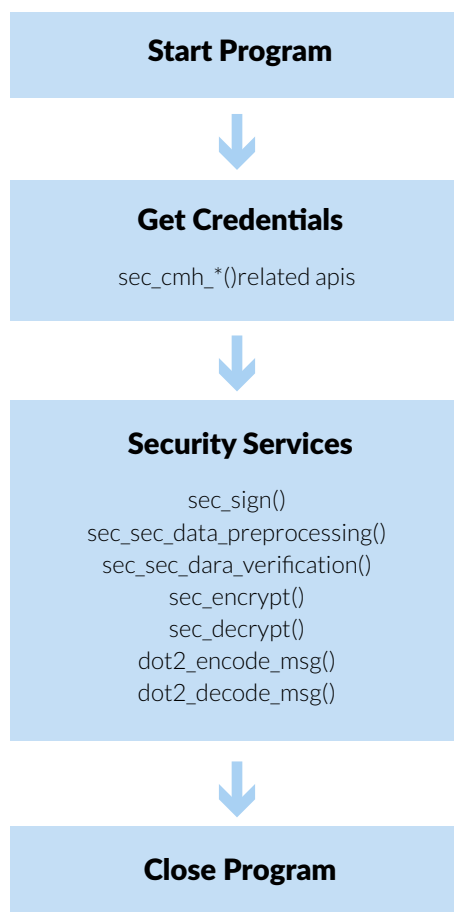 Start Program
Get Credentials
sec_cmh_*()related apis
Security Services
sec_sign()
sec_sec_data_preprocessing()
sec_sec_dara_verification()
sec_encrypt()
sec_decrypt()
dot2_encode_msg()
dot2_decode_msg()
Close Program